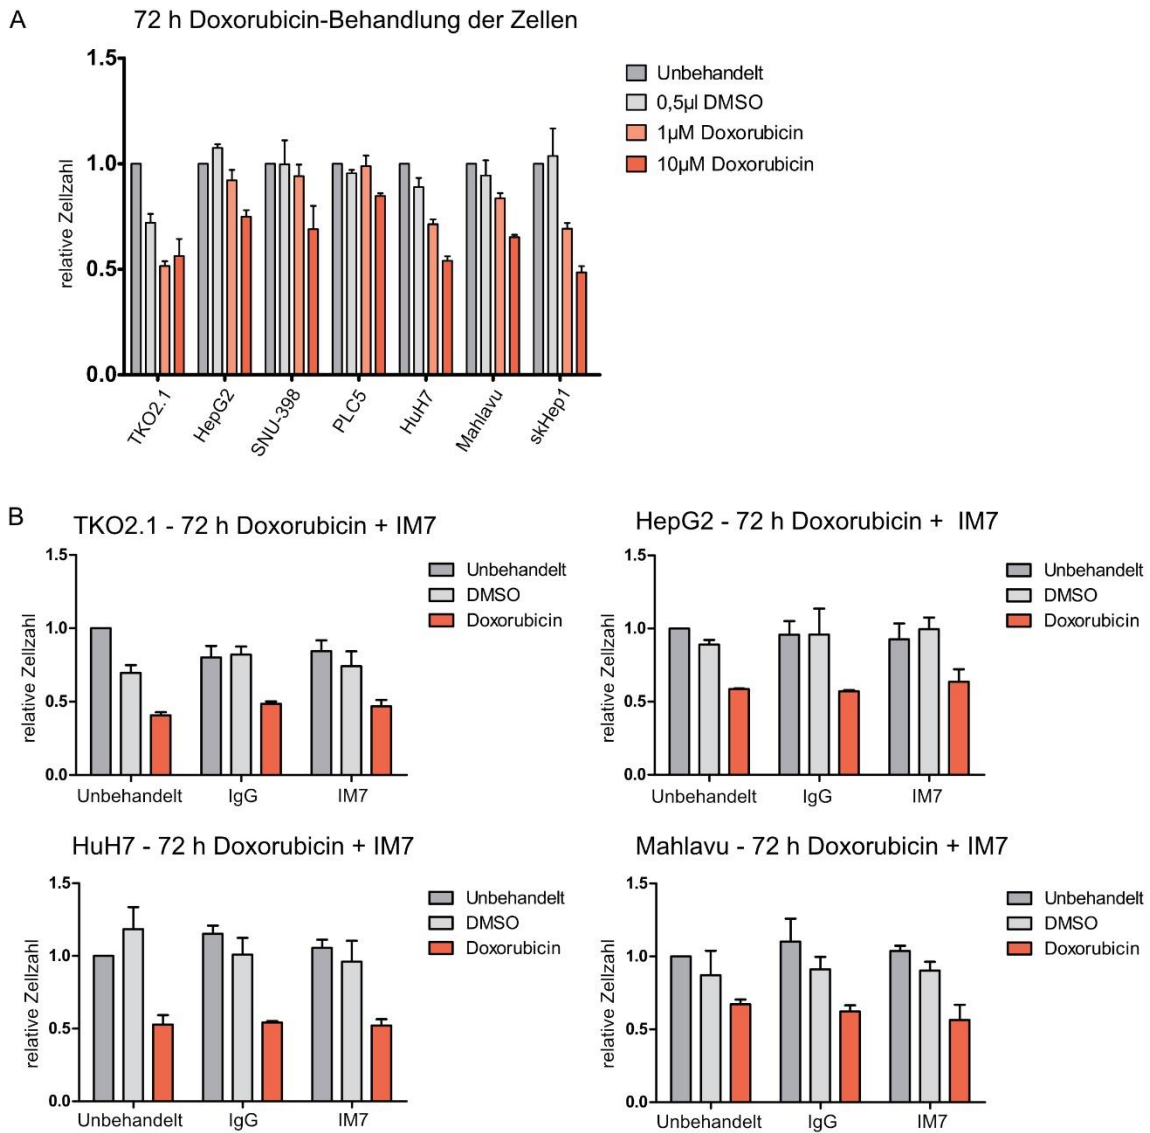 A
72 h Doxorubicin-Behandlung der Zellen
1.5
1.0
0.5
0.0
relative Zellzahl
Unbehandelt
0,5µl DMSO
1µM Doxorubicin
10µM Doxorubicin
TKO2.1
HepG2
SNU-398
PLC5
HuH7
Mahlavu
skHep1
B
TKO2.1 - 72 h Doxorubicin + IM7
1.5
1.0
0.5
0.0
relative Zellzahl
Unbehandelt
DMSO
Doxorubicin
Unbehandelt IgG IM7
HepG2 - 72 h Doxorubicin + IM7
1.5
1.0
0.5
0.0
relative Zellzahl
Unbehandelt
DMSO
Doxorubicin
Unbehandelt IgG IM7
HuH7 - 72 h Doxorubicin + IM7
1.5
1.0
0.5
0.0
relative Zellzahl
Unbehandelt
DMSO
Doxorubicin
Unbehandelt IgG IM7
Mahlavu - 72 h Doxorubicin + IM7
1.5
1.0
0.5
0.0
relative Zellzahl
Unbehandelt
DMSO
Doxorubicin
Unbehandelt IgG IM7